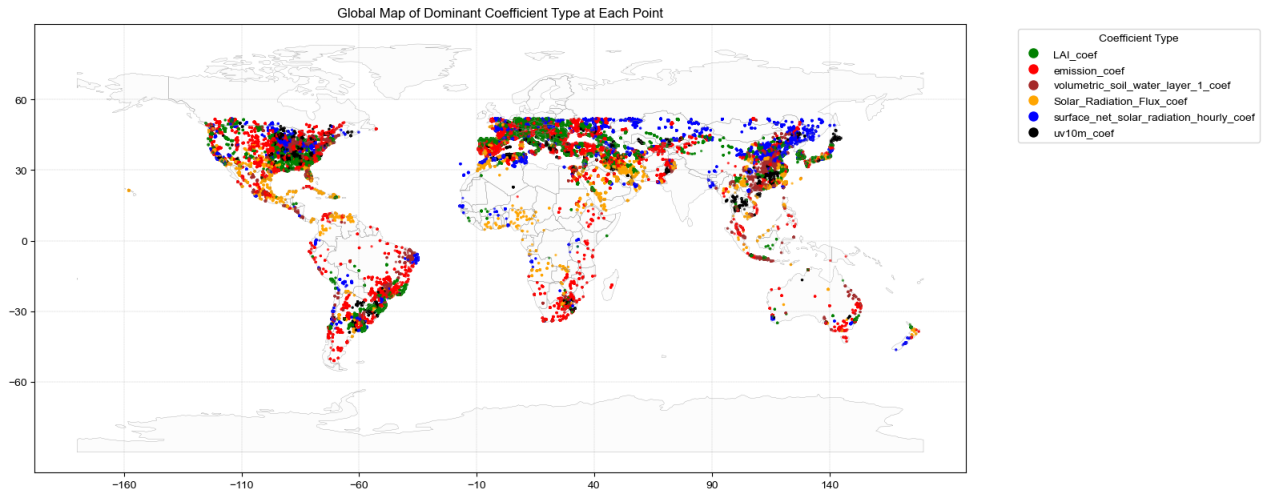 Global Map of Dominant Coefficient Type at Each Point
Coefficient Type
LAI_coef
emission_coef
volumetric_soil_water_layer_1_coef
Solar_Radiation_Flux_coef
surface_net_solar_radiation_hourly_coef
uv10m_coef
60
30
0
−30
−60
−160
−110
−60
−10
40
90
140